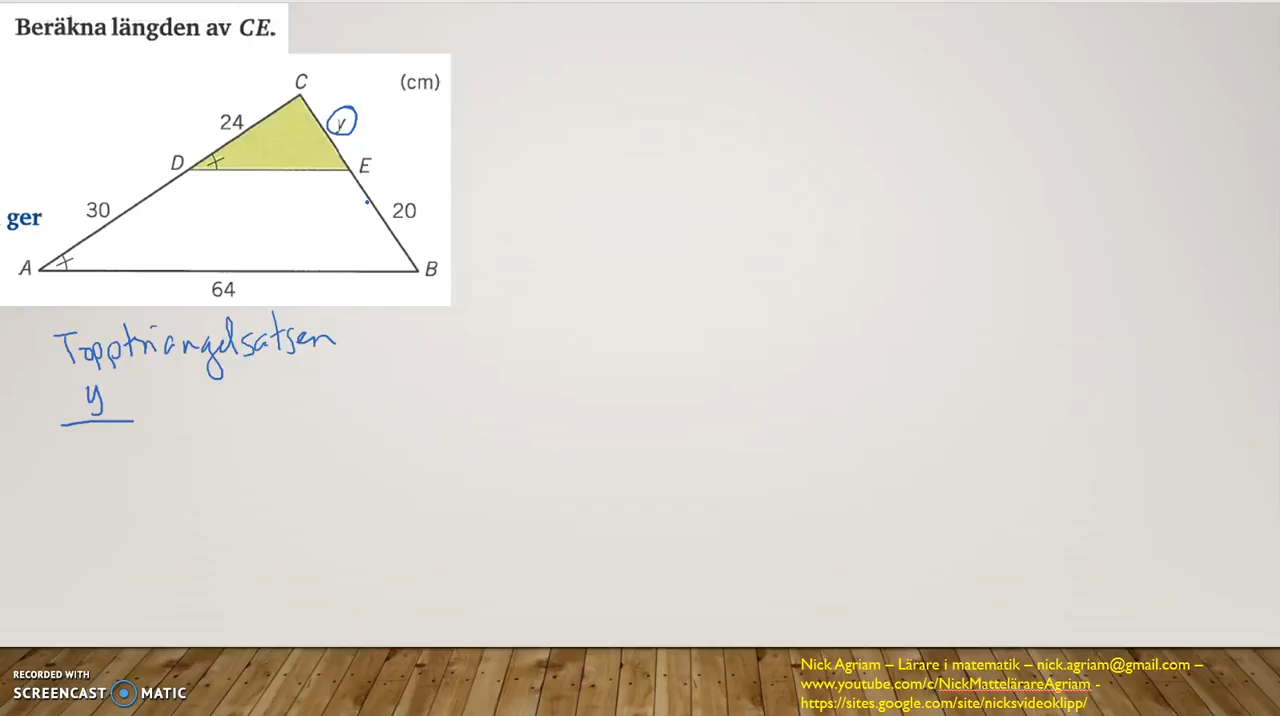 Beräkna längden av CE.
C
(cm)
24
y
D
E
30
20
ger
A
B
64
Topptriangelsatsen
y
RECORDED WITH
SCREENCAST MATIC
Nick Agriam – Lärare i matematik – nick.agriam@gmail.com –
www.youtube.com/c/NickMattelärareAgriam -
https://sites.google.com/site/nicksvideoklipp/